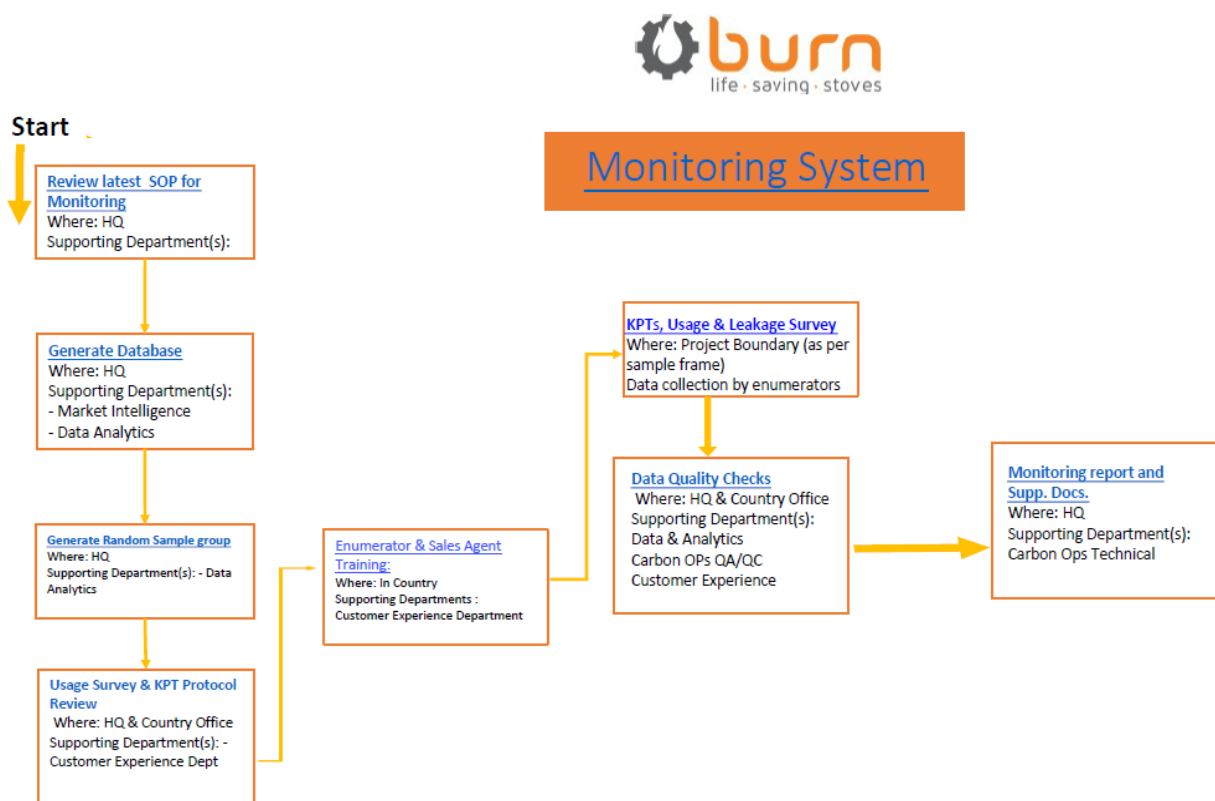 burn
life · saving · stoves
Start
Monitoring System
Review latest SOP for
Monitoring
Where: HQ
Supporting Department(s):
Generate Database
Where: HQ
Supporting Department(s):
- Market Intelligence
- Data Analytics
Generate Random Sample group
Where: HQ
Supporting Department(s): - Data
Analytics
Usage Survey & KPT Protocol
Review
Where: HQ & Country Office
Supporting Department(s): -
Customer Experience Dept
Enumerator & Sales Agent
Training:
Where: In Country
Supporting Departments :
Customer Experience Department
KPTs, Usage & Leakage Survey
Where: Project Boundary (as per
sample frame)
Data collection by enumerators
Data Quality Checks
Where: HQ & Country Office
Supporting Department(s):
Data & Analytics
Carbon OPs QA/QC
Customer Experience
Monitoring report and
Supp. Docs.
Where: HQ
Supporting Department(s):
Carbon Ops Technical